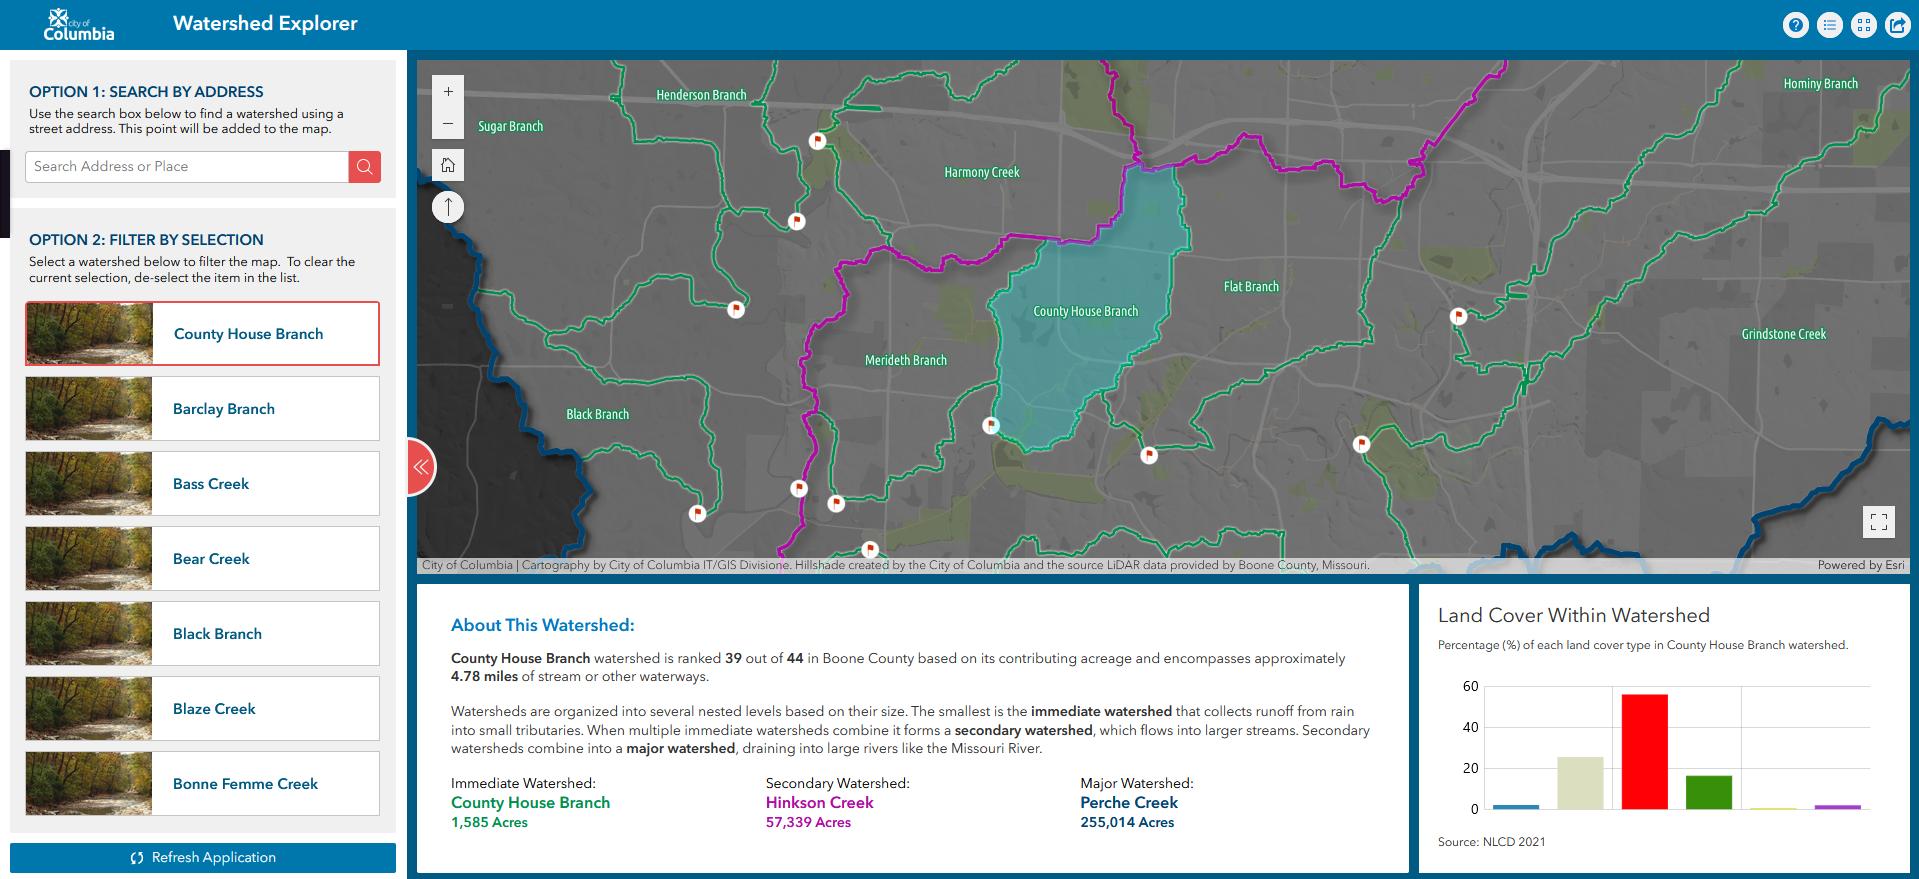 city of
Columbia
Watershed Explorer
OPTION 1: SEARCH BY ADDRESS
Use the search box below to find a watershed using a
street address. This point will be added to the map.
Search Address or Place
OPTION 2: FILTER BY SELECTION
Select a watershed below to filter the map.  To clear the
current selection, de-select the item in the list.
County House Branch
Barclay Branch
Bass Creek
Bear Creek
Black Branch
Blaze Creek
Bonne Femme Creek
Refresh Application
Hominy Branch
Henderson Branch
Sugar Branch
Harmony Creek
Flat Branch
County House Branch
Grindstone Creek
Merideth Branch
Black Branch
City of Columbia | Cartography by City of Columbia IT/GIS Divisione. Hillshade created by the City of Columbia and the source LiDAR data provided by Boone County, Missouri.
Powered by Esri
About This Watershed:
County House Branch watershed is ranked 39 out of 44 in Boone County based on its contributing acreage and encompasses approximately
4.78 miles of stream or other waterways.
Watersheds are organized into several nested levels based on their size. The smallest is the immediate watershed that collects runoff from rain
into small tributaries. When multiple immediate watersheds combine it forms a secondary watershed, which flows into larger streams. Secondary
watersheds combine into a major watershed, draining into large rivers like the Missouri River.
Immediate Watershed:
County House Branch
1,585 Acres
Secondary Watershed:
Hinkson Creek
57,339 Acres
Major Watershed:
Perche Creek
255,014 Acres
Land Cover Within Watershed
Percentage (%) of each land cover type in County House Branch watershed.
60
40
20
0
Source: NLCD 2021